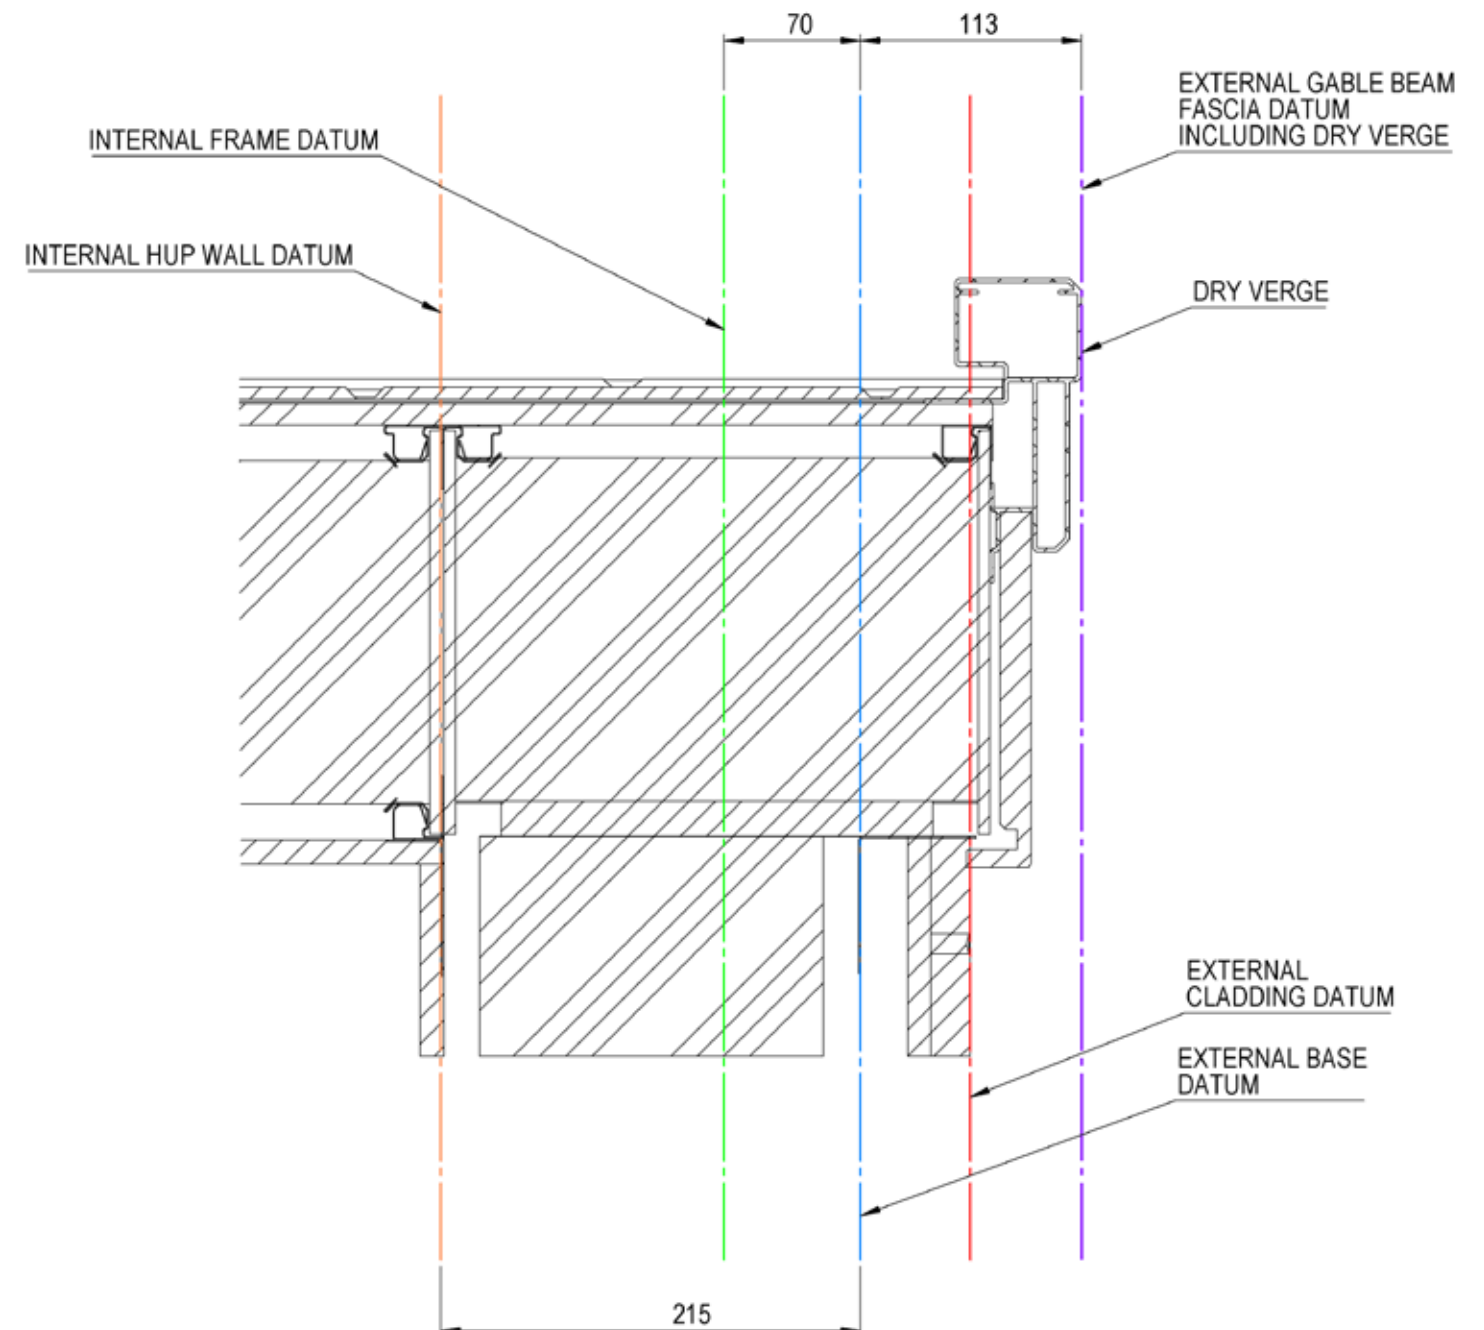 70
113
EXTERNAL GABLE BEAM
FASCIA DATUM
INCLUDING DRY VERGE
INTERNAL FRAME DATUM
INTERNAL HUP WALL DATUM
DRY VERGE
EXTERNAL
CLADDING DATUM
EXTERNAL BASE
DATUM
215